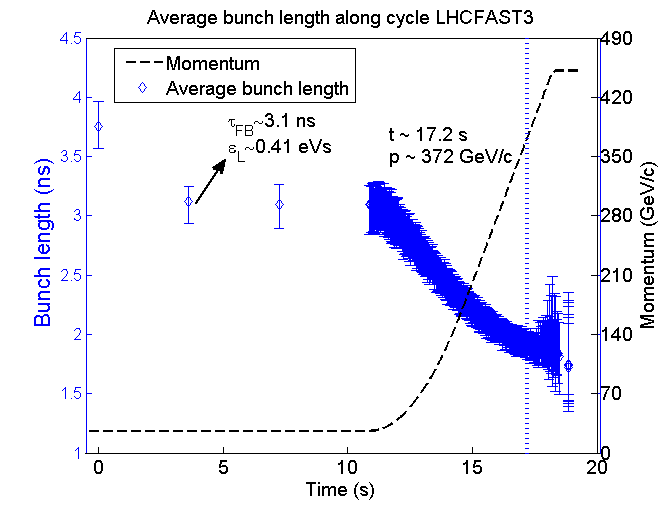 Average bunch length along cycle LHCFAST3
4.5
4
3.5
3
2.5
2
1.5
1
Bunch length (ns)
Momentum
Average bunch length
τFB~3.1 ns
εL~0.41 eVs
t ~ 17.2 s
p ~ 372 GeV/c
490
420
350
280
210
140
70
0
Momentum (GeV/c)
0 5 10 15 20
Time (s)